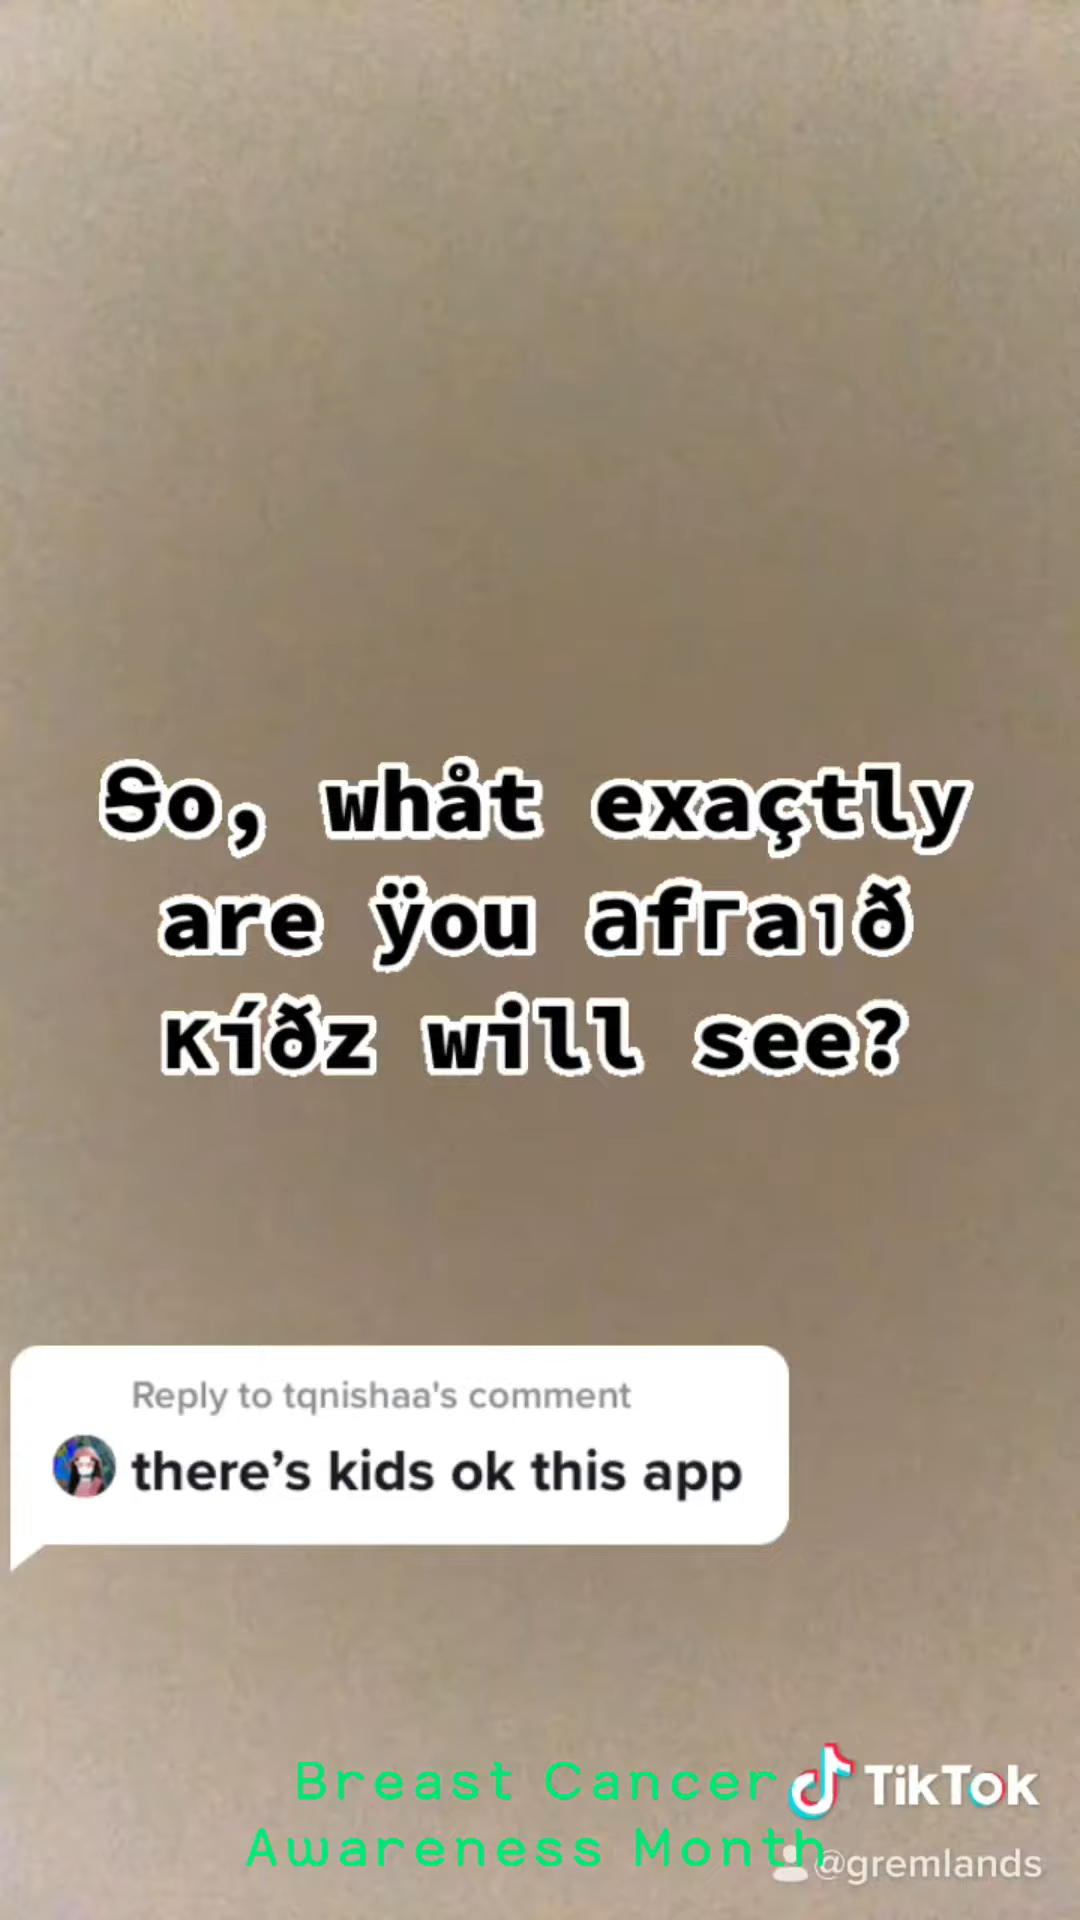 So, whåt exaçtly
are ÿou afгa1ð
Kíðz will see?
Reply to tqnishaa's comment
there’s kids ok this app
Breast Cancer
Awareness Month
TikTok
@gremlands